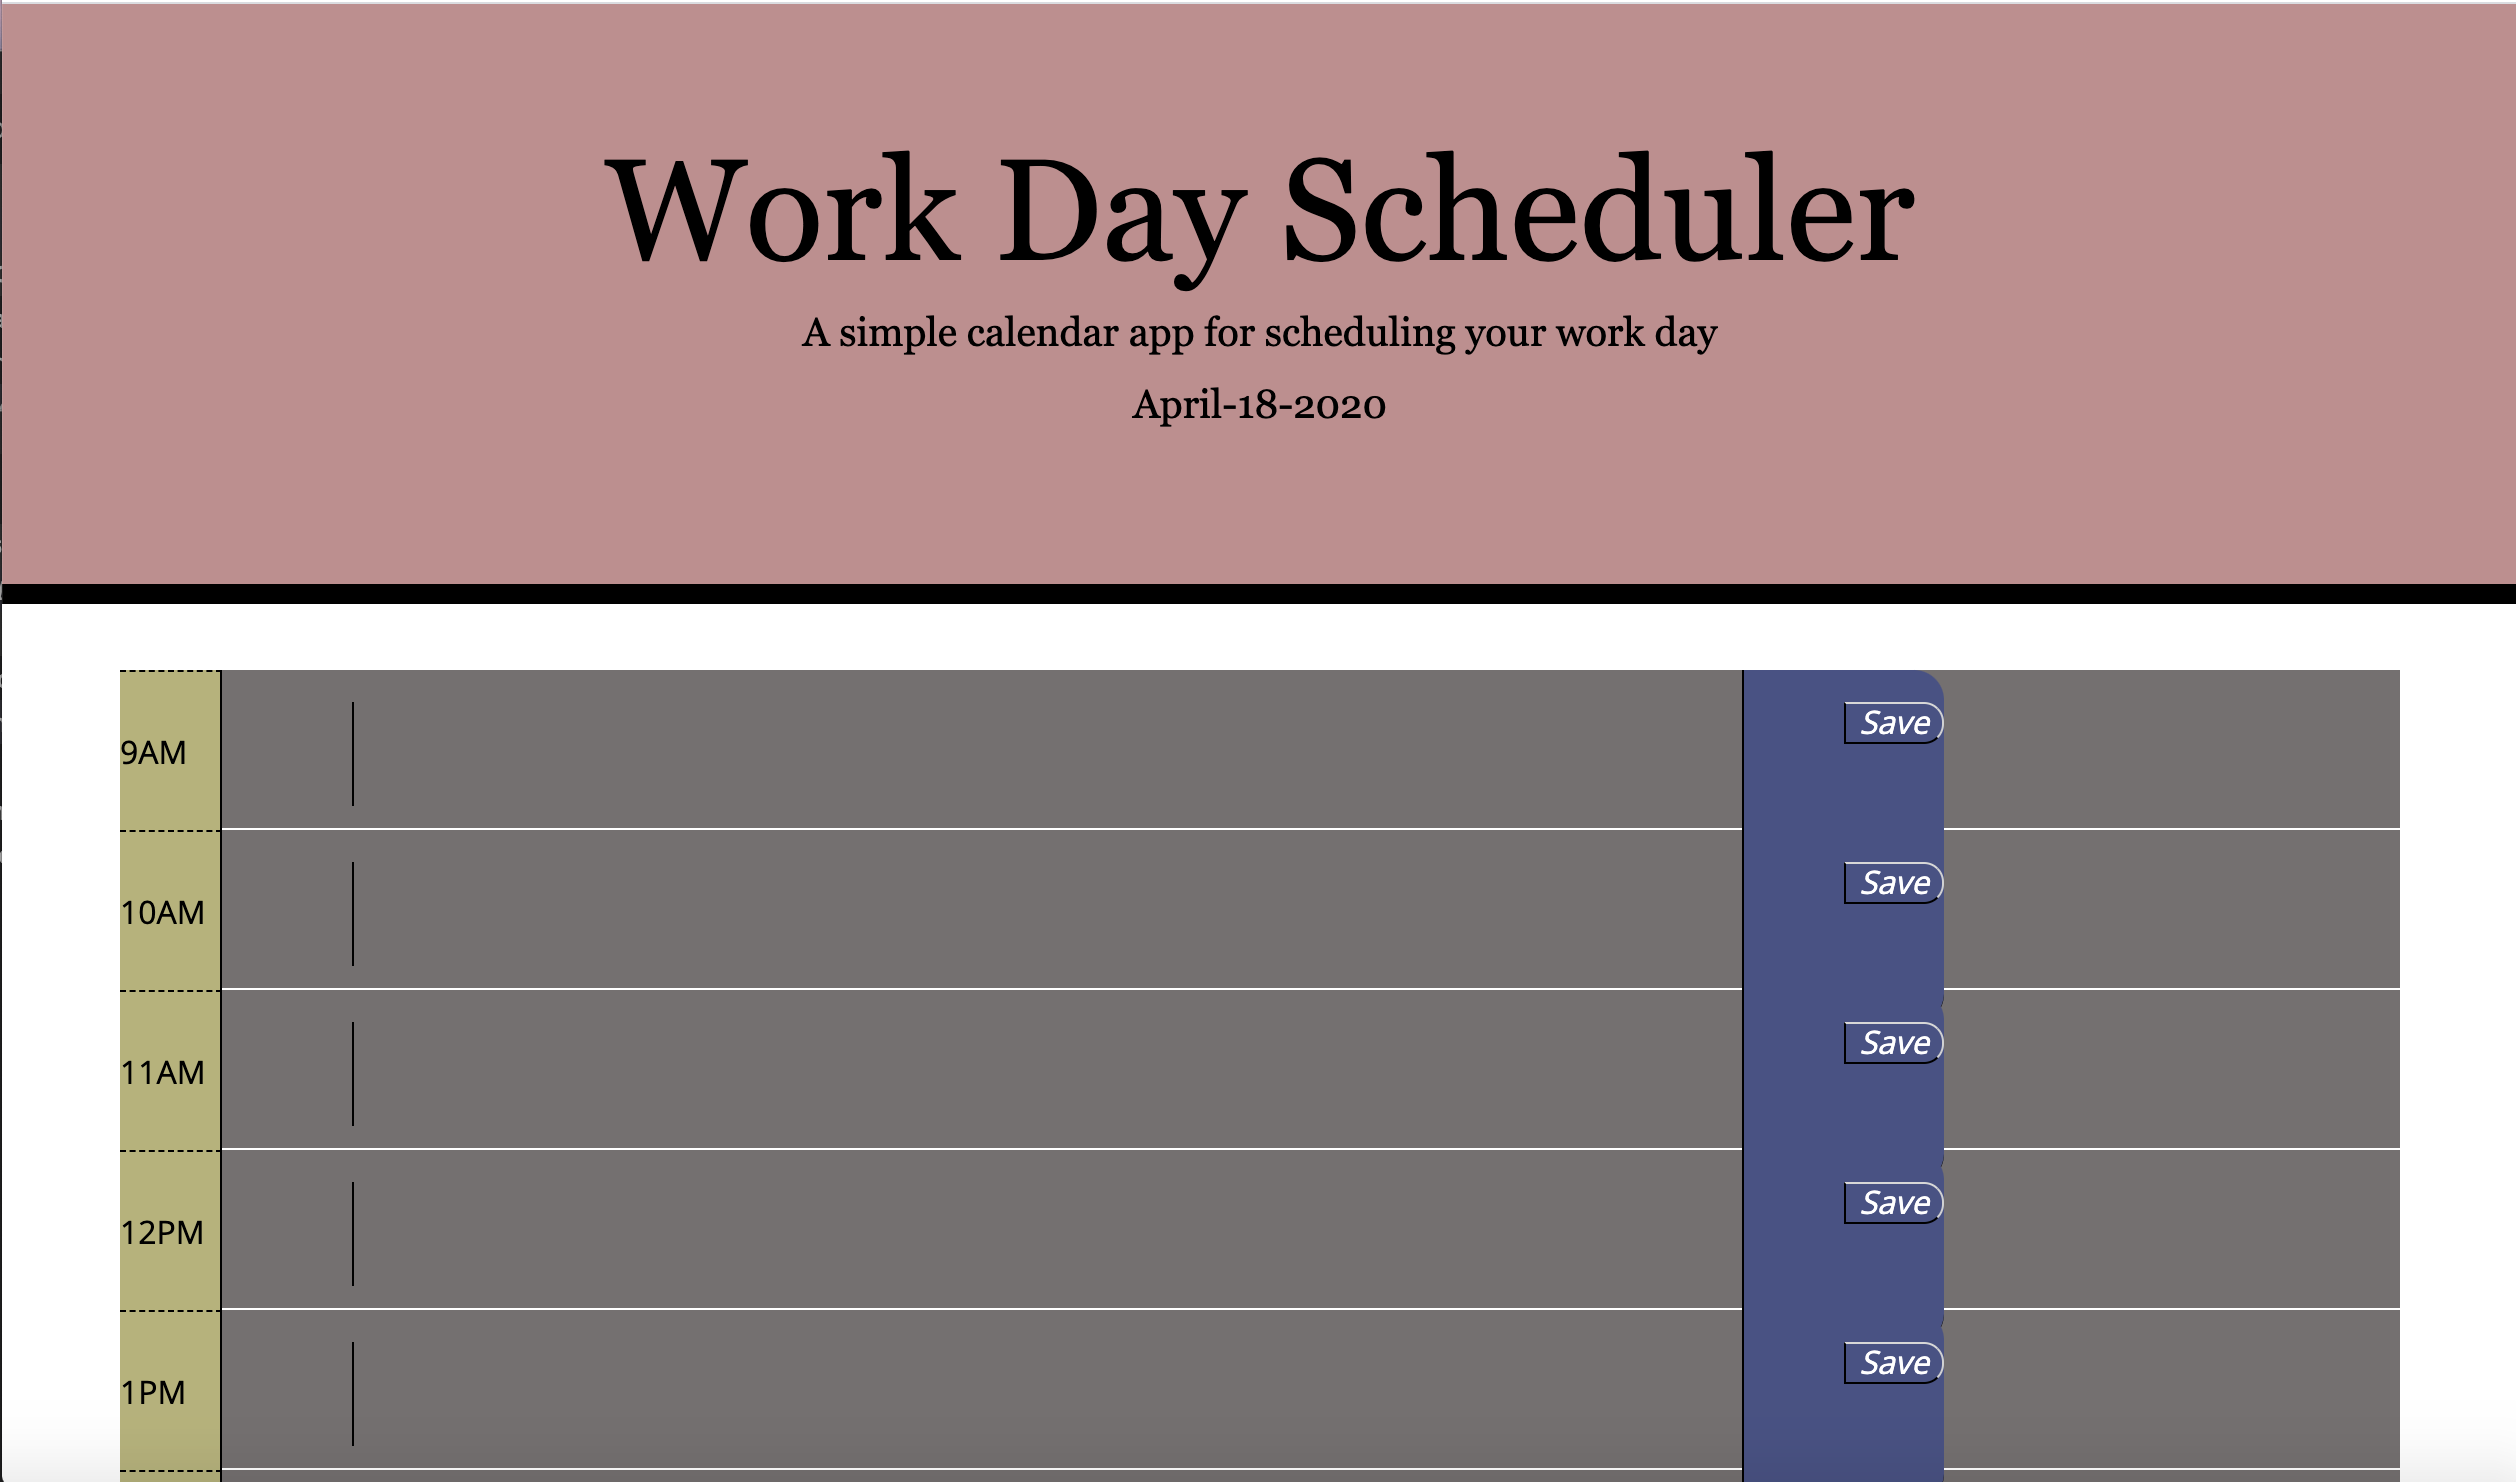 Work Day Scheduler
A simple calendar app for scheduling your work day
April-18-2020
9AM Save
10AM Save
11AM Save
12PM Save
1PM Save